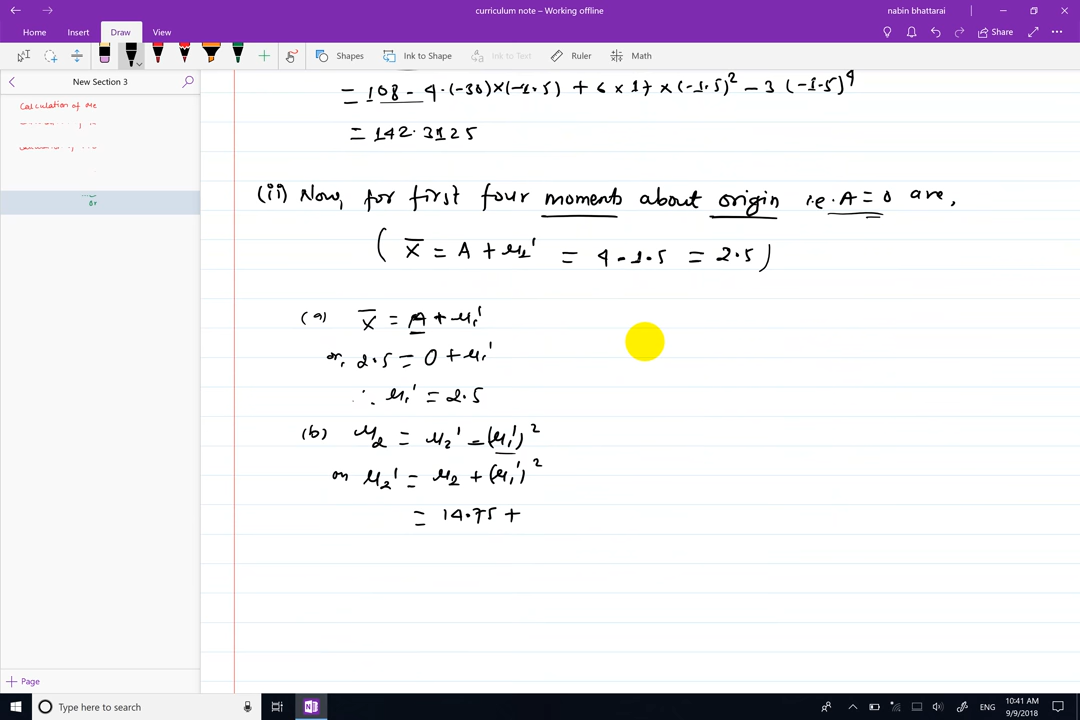 curriculum note – Working offline
nabin bhattarai
Home Insert Draw View
Share
Shapes Ink to Shape Ink to Text Ruler Math
New Section 3
Calculation of
= 108 - 4·(-30)×(-1.5) + 6×17×(-1.5)² - 3(-1.5)⁴
= 142.3125
(ii) Now, for first four moments about origin i.e. A = 0 are,
( X̄ = A + μ₁' = 4 - 1.5 = 2.5 )
(a) X̄ = A + μ₁'
or, 2.5 = 0 + μ₁'
∴ μ₁' = 2.5
(b) μ₂ = μ₂' - (μ₁')²
or μ₂' = μ₂ + (μ₁')²
= 14.75 +
Page
Type here to search
ENG
10:41 AM
9/9/2018